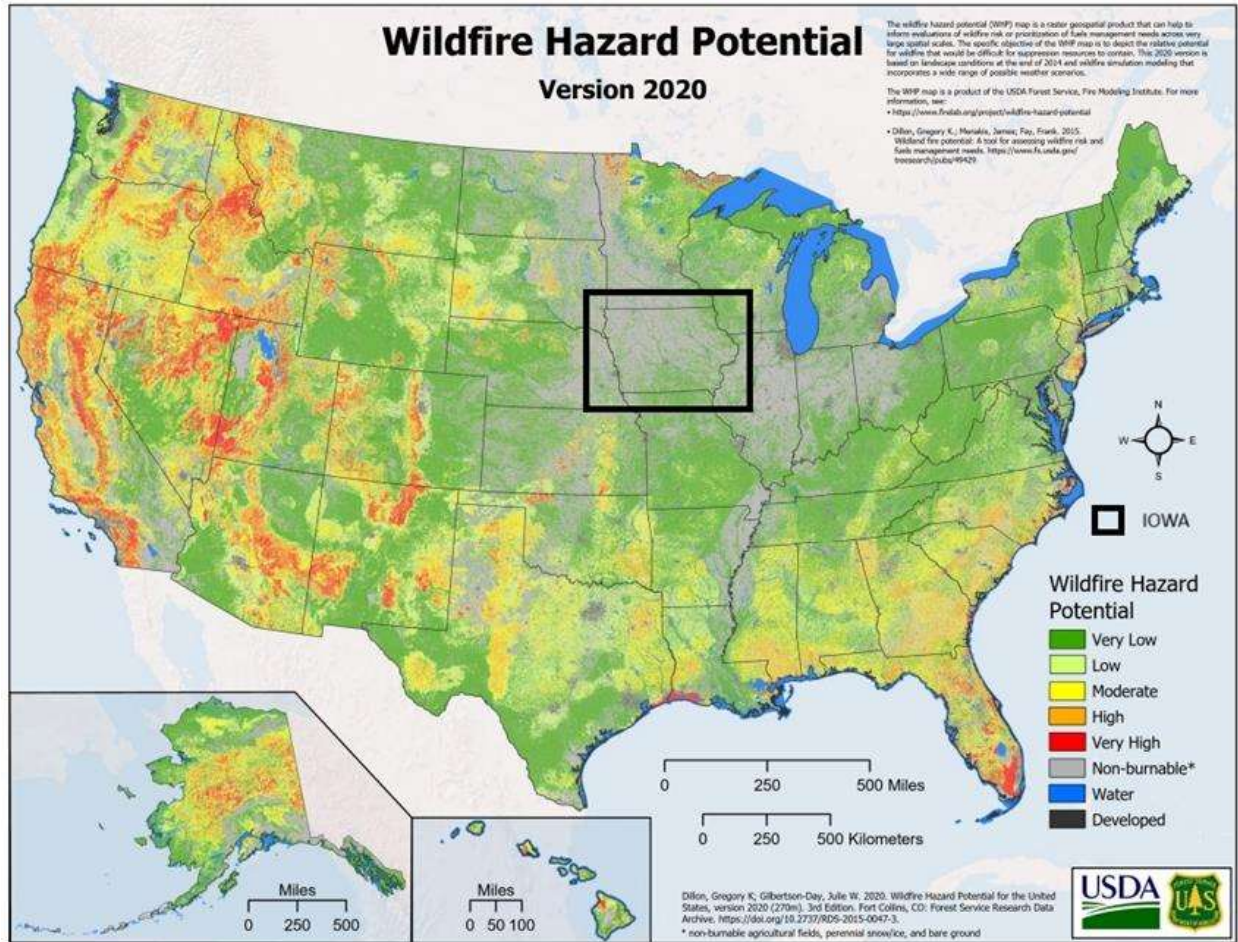 Wildfire Hazard Potential
Version 2020
The wildfire hazard potential (WHP) map is a raster geospatial product that can help to
inform evaluations of wildfire risk or prioritization of fuels management needs across very
large spatial scales. The specific objective of the WHP map is to depict the relative potential
for wildfire that would be difficult for suppression resources to contain. This 2020 version is
based on landscape conditions at the end of 2014 and wildfire simulation modeling that
incorporates a wide range of possible weather scenarios.
The WHP map is a product of the USDA Forest Service, Fire Modeling Institute. For more
information, see:
• https://www.firelab.org/project/wildfire-hazard-potential
• Dillon, Gregory K.; Menakis, James; Fay, Frank. 2015.
Wildland fire potential: A tool for assessing wildfire risk and
fuels management needs. https://www.fs.usda.gov/
treesearch/pubs/49429.
N
W
E
S
IOWA
Wildfire Hazard
Potential
Very Low
Low
Moderate
High
Very High
Non-burnable*
Water
Developed
0 250 500 Miles
0 250 500 Kilometers
Miles
0 250 500
Miles
0 50 100
Dillon, Gregory K; Gilbertson-Day, Julie W. 2020. Wildfire Hazard Potential for the United
States, version 2020 (270m). 3rd Edition. Fort Collins, CO: Forest Service Research Data
Archive. https://doi.org/10.2737/RDS-2015-0047-3.
* non-burnable agricultural fields, perennial snow/ice, and bare ground
USDA
U S